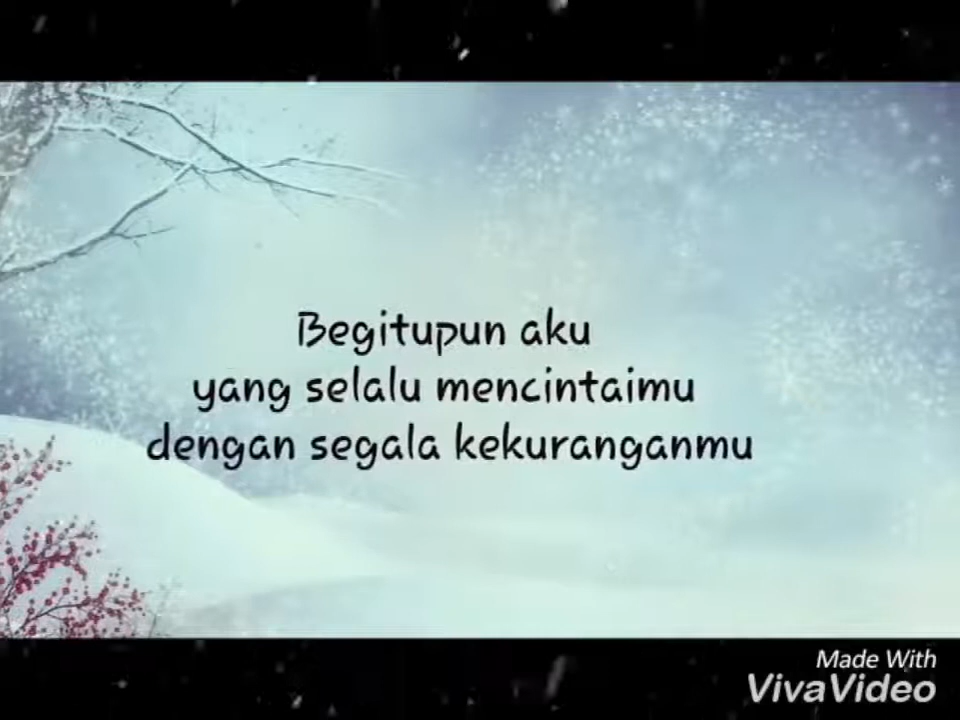 Begitupun aku
yang selalu mencintaimu
dengan segala kekuranganmu
Made With
VivaVideo